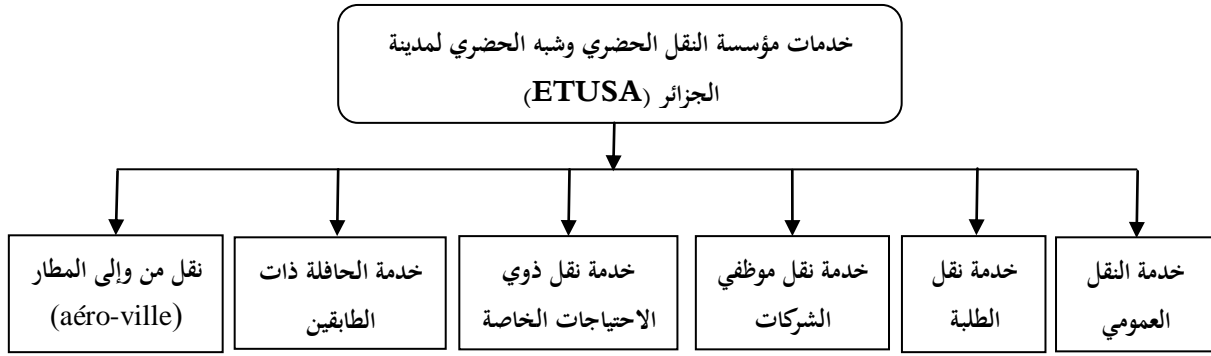 خدمات مؤسسة النقل الحضري وشبه الحضري لمدينة
الجزائر (ETUSA)
خدمة النقل
العمومي
خدمة نقل
الطلبة
خدمة نقل موظفي
الشركات
خدمة نقل ذوي
الاحتياجات الخاصة
خدمة الحافلة ذات
الطابقين
نقل من وإلى المطار
(aéro-ville)